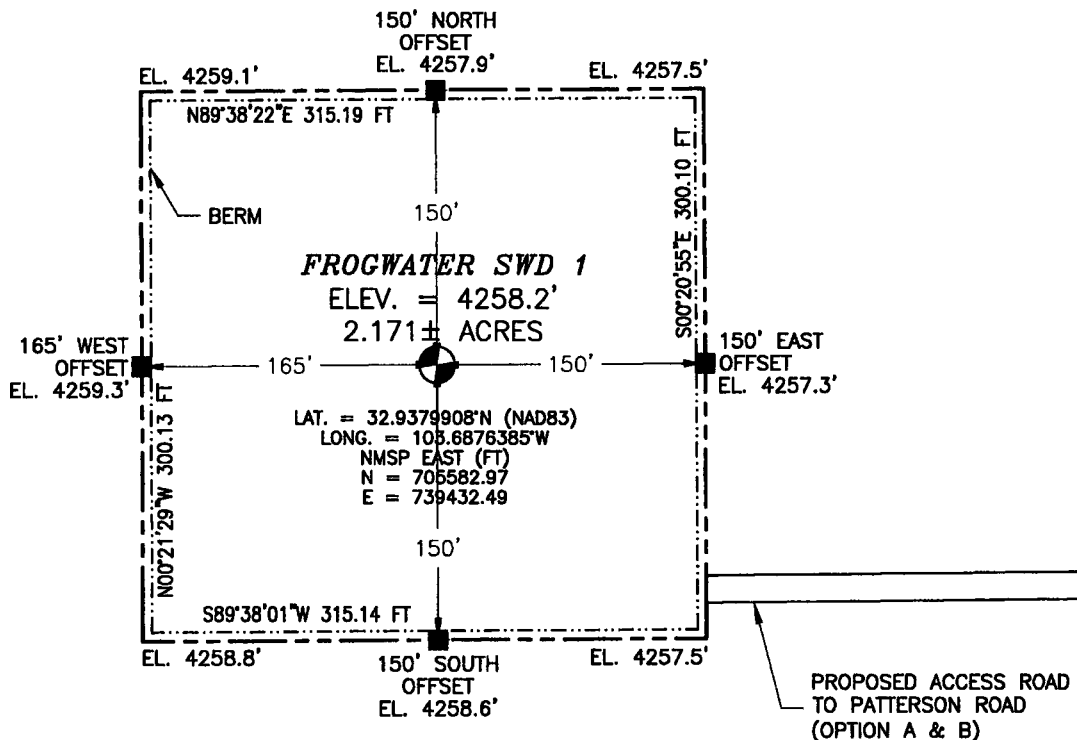 150' NORTH
OFFSET
EL. 4257.9'
EL. 4259.1'
EL. 4257.5'
N89°38'22"E 315.19 FT
S00°20'55"E 300.10 FT
BERM
150'
FROGWATER SWD 1
ELEV. = 4258.2'
2.171± ACRES
165' WEST
OFFSET
EL. 4259.3'
165'
150'
150' EAST
OFFSET
EL. 4257.3'
LAT. = 32.9379908°N (NAD83)
LONG. = 103.6876385°W
NMSP EAST (FT)
N = 705582.97
E = 739432.49
N00°21'29"W 300.13 FT
150'
S89°38'01"W 315.14 FT
EL. 4258.8'
150' SOUTH
OFFSET
EL. 4258.6'
EL. 4257.5'
PROPOSED ACCESS ROAD
TO PATTERSON ROAD
(OPTION A & B)